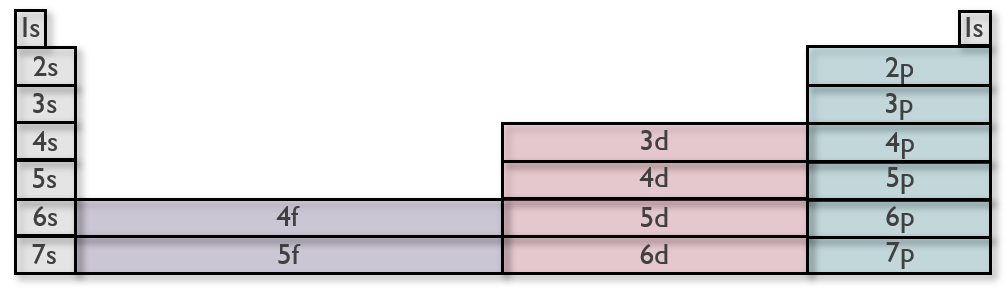 1s 1s
2s 2p
3s 3p
4s 3d 4p
5s 4d 5p
6s 4f 5d 6p
7s 5f 6d 7p